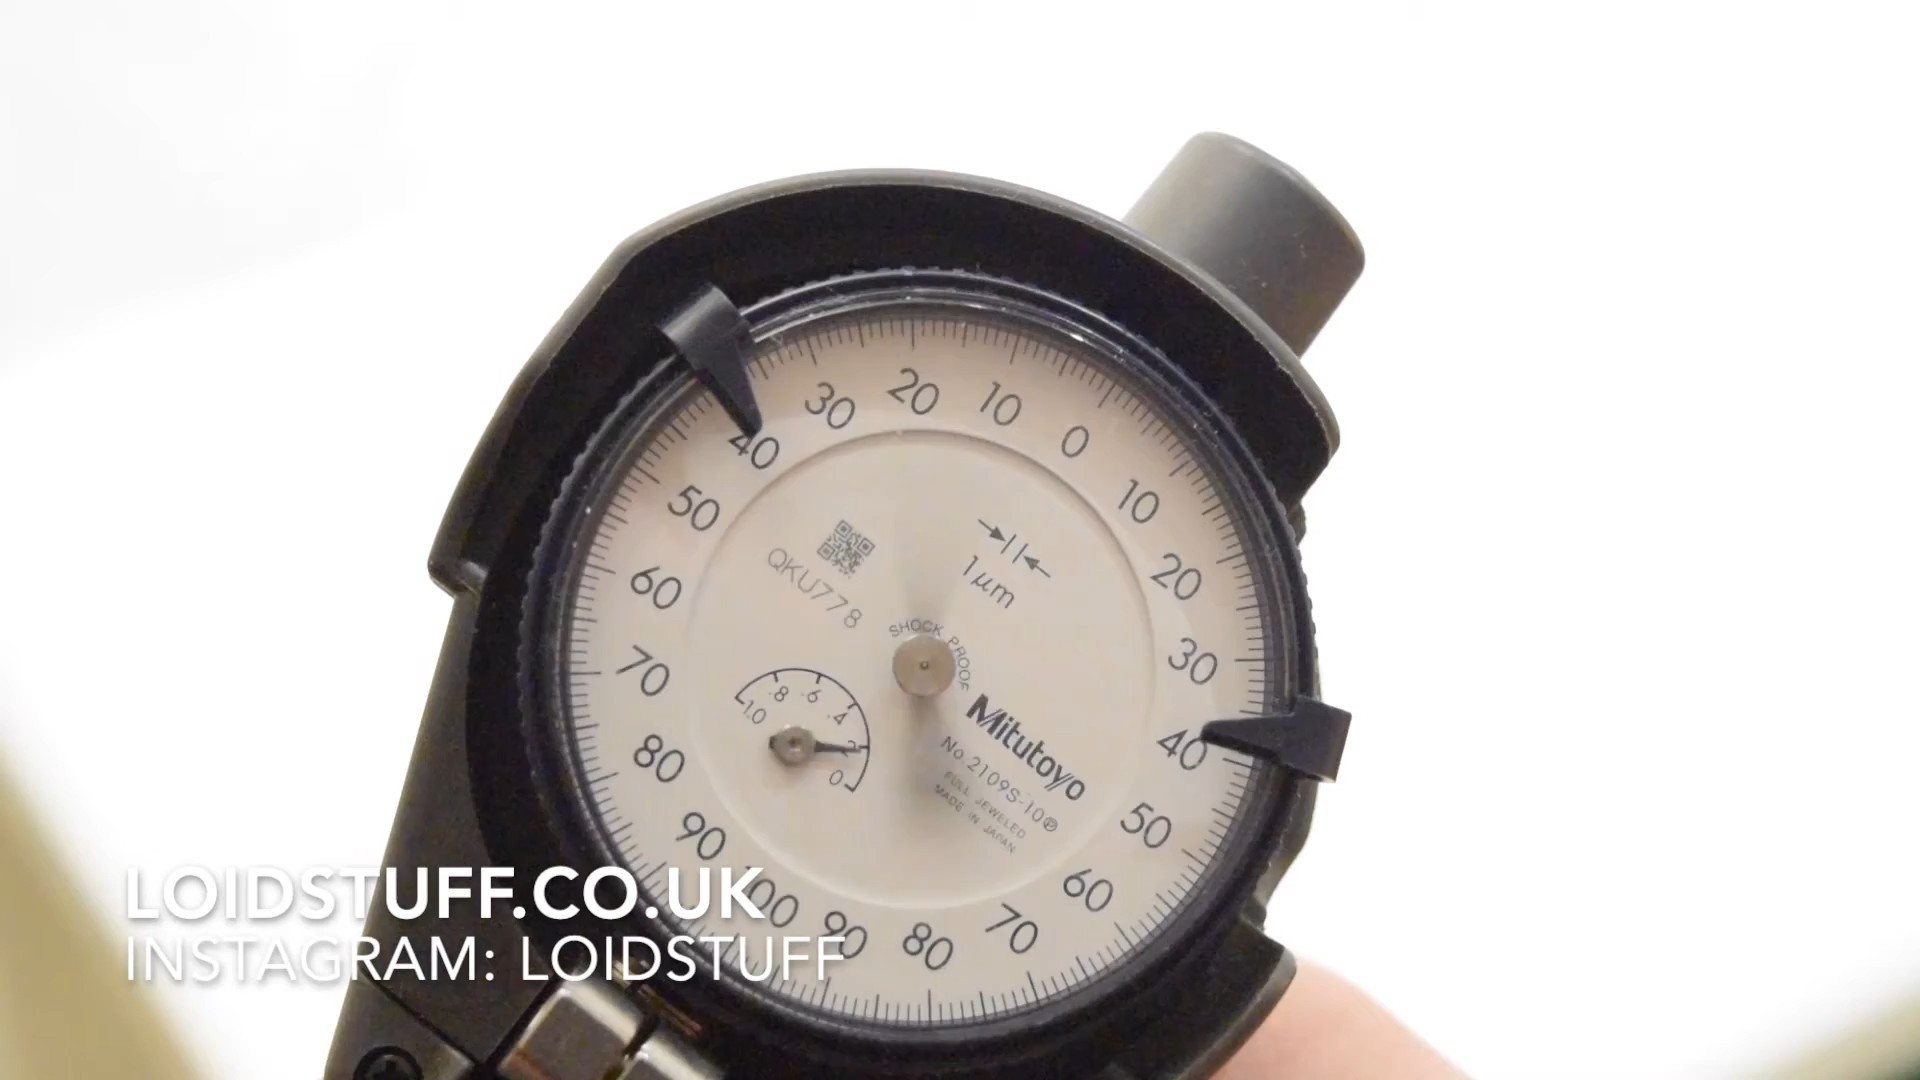 40 30 20 10 0 10 20 30 40 50 60 70 80 90 100 90 80 70 60 50
QKU778
1μm
SHOCK PROOF
1.0 .8 .6 .4 .2 0
Mitutoyo
No.2109S-10 Ⓟ
FULL JEWELED
MADE IN JAPAN
LOIDSTUFF.CO.UK
INSTAGRAM: LOIDSTUFF